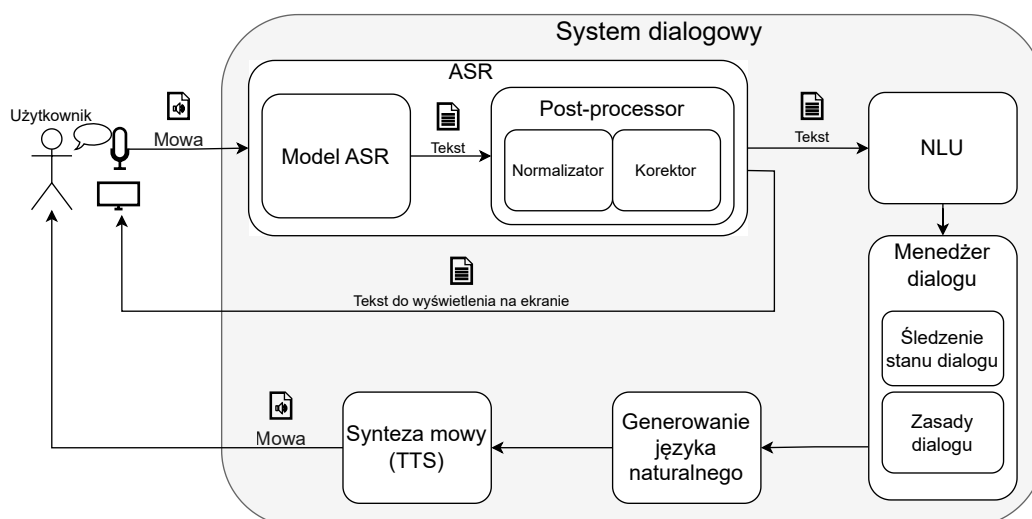 System dialogowy
ASR
Użytkownik
Mowa
Model ASR
Tekst
Post-processor
Normalizator
Korektor
Tekst
NLU
Menedżer
dialogu
Śledzenie
stanu dialogu
Zasady
dialogu
Tekst do wyświetlenia na ekranie
Generowanie
języka
naturalnego
Synteza mowy
(TTS)
Mowa